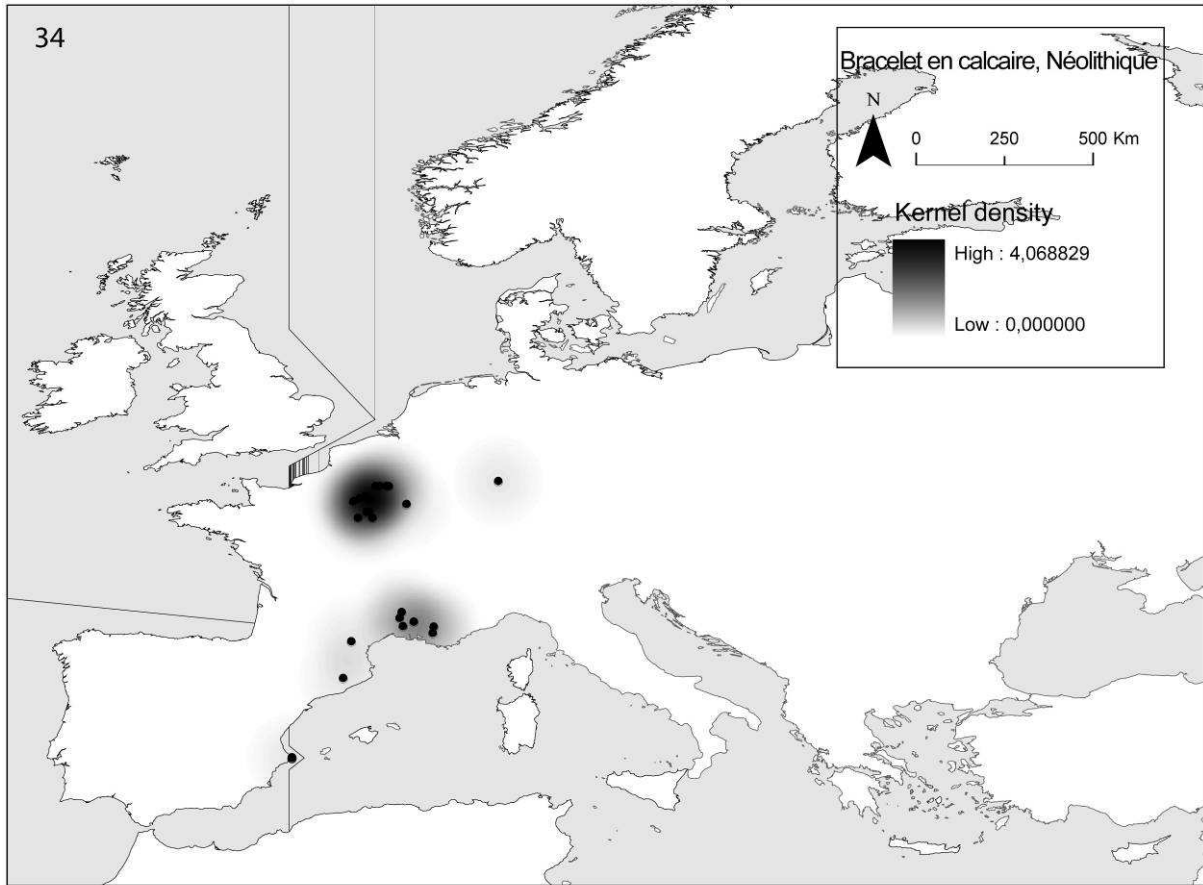 34
Bracelet en calcaire, Néolithique
N
0 250 500 Km
Kernel density
High : 4,068829
Low : 0,000000